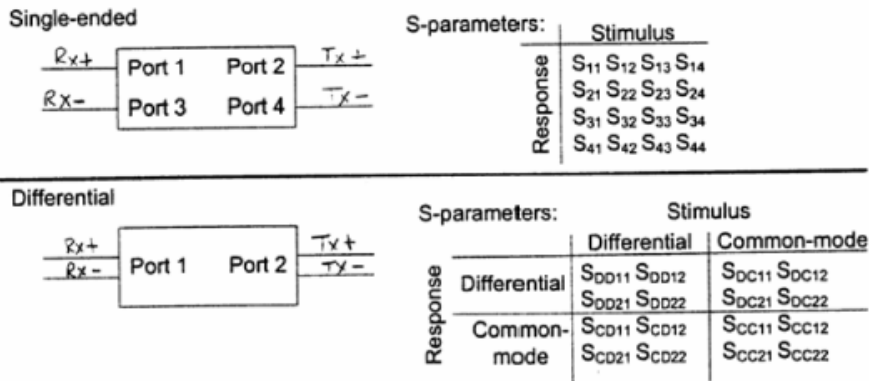 Single-ended
Rx+ Port 1 Port 2 Tx+
Rx- Port 3 Port 4 Tx-
S-parameters:
Stimulus
Response
S11 S12 S13 S14
S21 S22 S23 S24
S31 S32 S33 S34
S41 S42 S43 S44
Differential
Rx+ Tx+
Rx- Port 1 Port 2 Tx-
S-parameters:
Stimulus
Differential Common-mode
Response
Differential SDD11 SDD12 SDC11 SDC12
SDD21 SDD22 SDC21 SDC22
Common- SCD11 SCD12 SCC11 SCC12
mode SCD21 SCD22 SCC21 SCC22